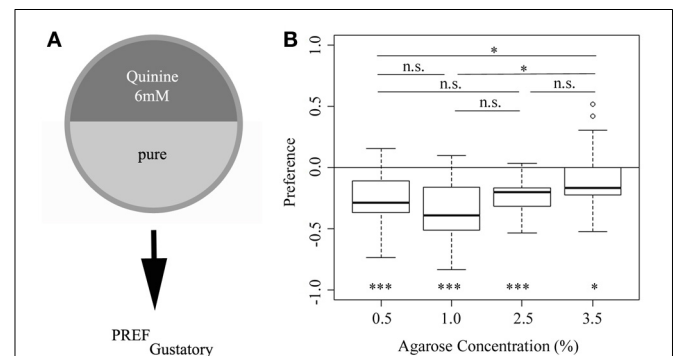 A
Quinine
6mM
pure
PREF Gustatory
B
Preference
1.0
0.5
0.0
-0.5
-1.0
*
n.s.
*
n.s.
n.s.
n.s.
*** *** *** *
0.5 1.0 2.5 3.5
Agarose Concentration (%)